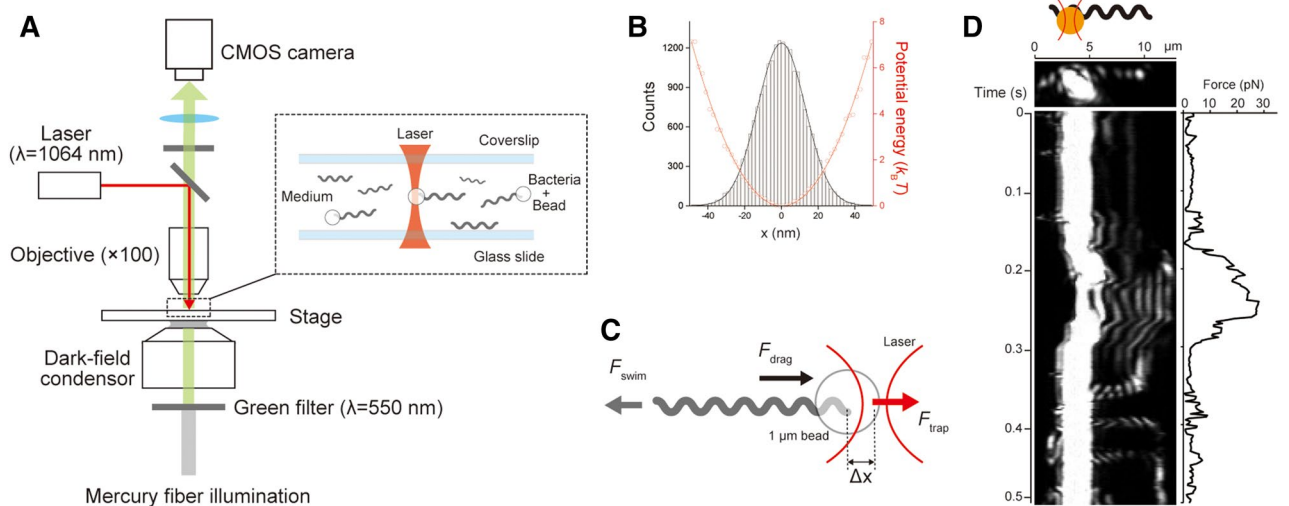 A
CMOS camera
Laser
(λ=1064 nm)
Objective (×100)
Stage
Dark-field
condensor
Green filter (λ=550 nm)
Mercury fiber illumination
Laser
Coverslip
Medium
Bacteria
+
Bead
Glass slide
B
Counts
1200
900
600
300
0
-40 -20 0 20 40
x (nm)
8
6
4
2
0
Potential energy (kBT)
C
Fswim
Fdrag
Laser
Ftrap
1 µm bead
Δx
D
0 5 10 µm
Time (s)
Force (pN)
0 10 20 30
0
0.1
0.2
0.3
0.4
0.5